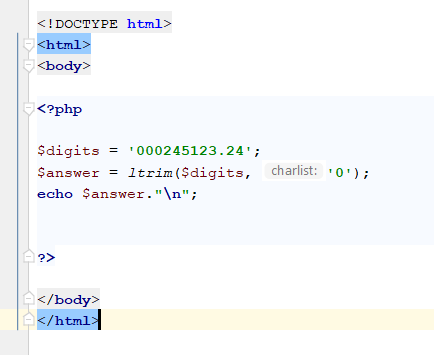 <!DOCTYPE html>
<html>
<body>
<?php
$digits = '000245123.24';
$answer = ltrim($digits, charlist: '0');
echo $answer."\n";
?>
</body>
</html>